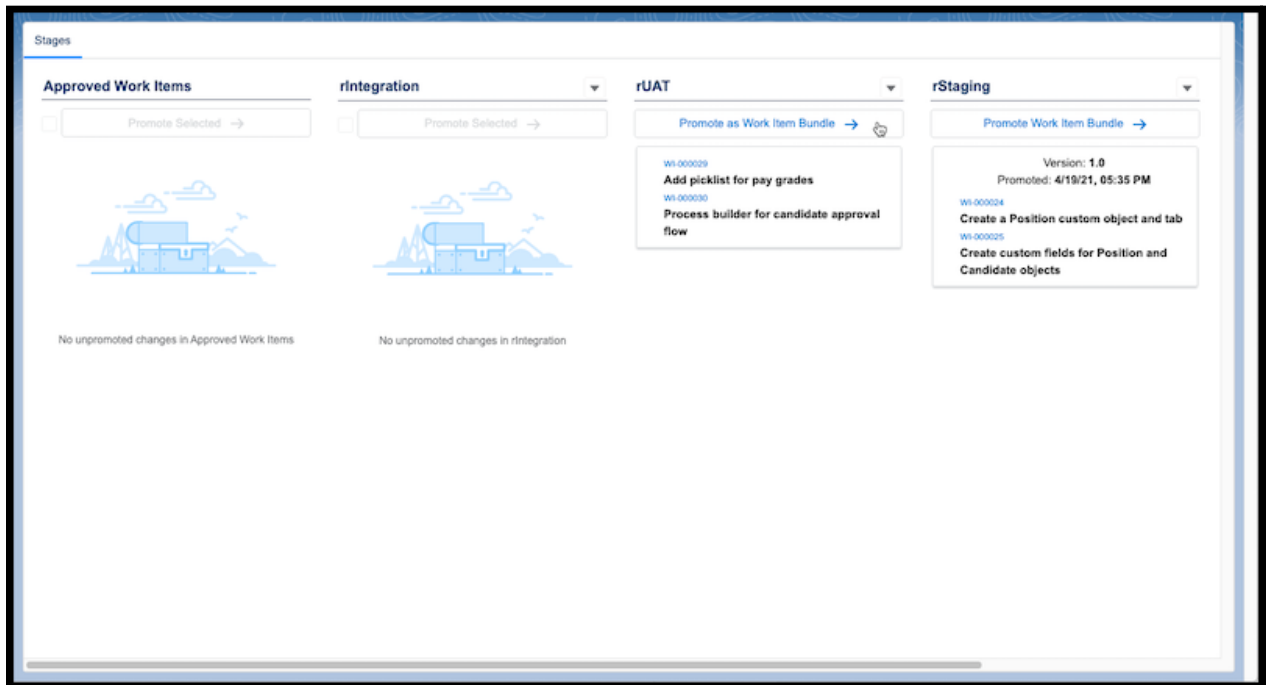 Stages
Approved Work Items
Promote Selected →
No unpromoted changes in Approved Work Items
rIntegration
Promote Selected →
No unpromoted changes in rIntegration
rUAT
Promote as Work Item Bundle →
WI-000029
Add picklist for pay grades
WI-000030
Process builder for candidate approval
flow
rStaging
Promote Work Item Bundle →
Version: 1.0
Promoted: 4/19/21, 05:35 PM
WI-000024
Create a Position custom object and tab
WI-000025
Create custom fields for Position and
Candidate objects